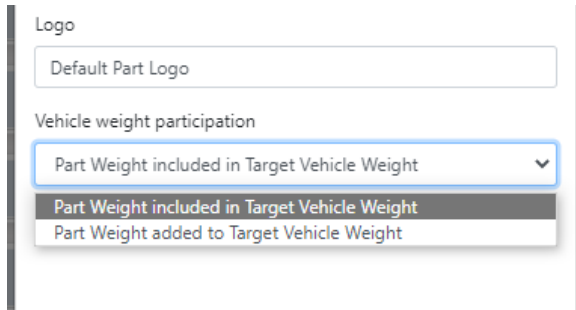 Logo
Default Part Logo
Vehicle weight participation
Part Weight included in Target Vehicle Weight
Part Weight included in Target Vehicle Weight
Part Weight added to Target Vehicle Weight